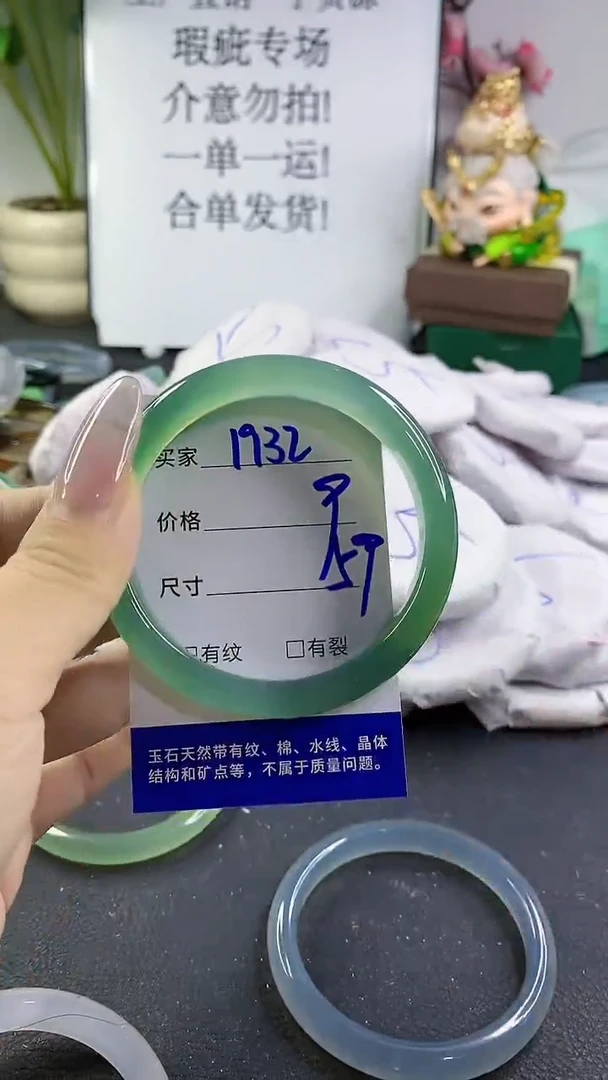 瑕疵专场
介意勿拍!
一单一运!
合单发货!
买家 1932
价格
尺寸 57
□有纹 □有裂
玉石天然带有纹、棉、水线、晶体
结构和矿点等，不属于质量问题。